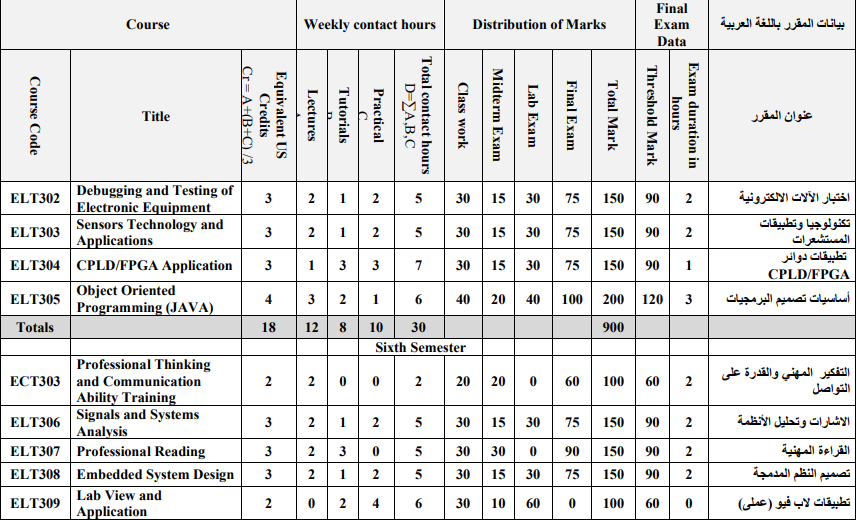 Course Weekly contact hours Distribution of Marks Final Exam Data بيانات المقرر باللغة العربية
Course Code Title Equivalent US Credits Cr = A+(B+C) /3 Lectures Tutorials Practical Total contact hours D=∑A,B,C Class work Midterm Exam Lab Exam Final Exam Total Mark Threshold Mark Exam duration in hours عنوان المقرر
ELT302 Debugging and Testing of Electronic Equipment 3 2 1 2 5 30 15 30 75 150 90 2 اختبار الآلات الالكترونية
ELT303 Sensors Technology and Applications 3 2 1 2 5 30 15 30 75 150 90 2 تكنولوجيا وتطبيقات المستشعرات
ELT304 CPLD/FPGA Application 3 1 3 3 7 30 15 30 75 150 90 1 تطبيقات دوائر CPLD/FPGA
ELT305 Object Oriented Programming (JAVA) 4 3 2 1 6 40 20 40 100 200 120 3 أساسيات تصميم البرمجيات
Totals 18 12 8 10 30 900
Sixth Semester
ECT303 Professional Thinking and Communication Ability Training 2 2 0 0 2 20 20 0 60 100 60 2 التفكير المهني والقدرة على التواصل
ELT306 Signals and Systems Analysis 3 2 1 2 5 30 15 30 75 150 90 2 الاشارات وتحليل الأنظمة
ELT307 Professional Reading 3 2 3 0 5 30 30 0 90 150 90 2 القراءة المهنية
ELT308 Embedded System Design 3 2 1 2 5 30 15 30 75 150 90 2 تصميم النظم المدمجة
ELT309 Lab View and Application 2 0 2 4 6 30 10 60 0 100 60 0 تطبيقات لاب فيو (عملى)